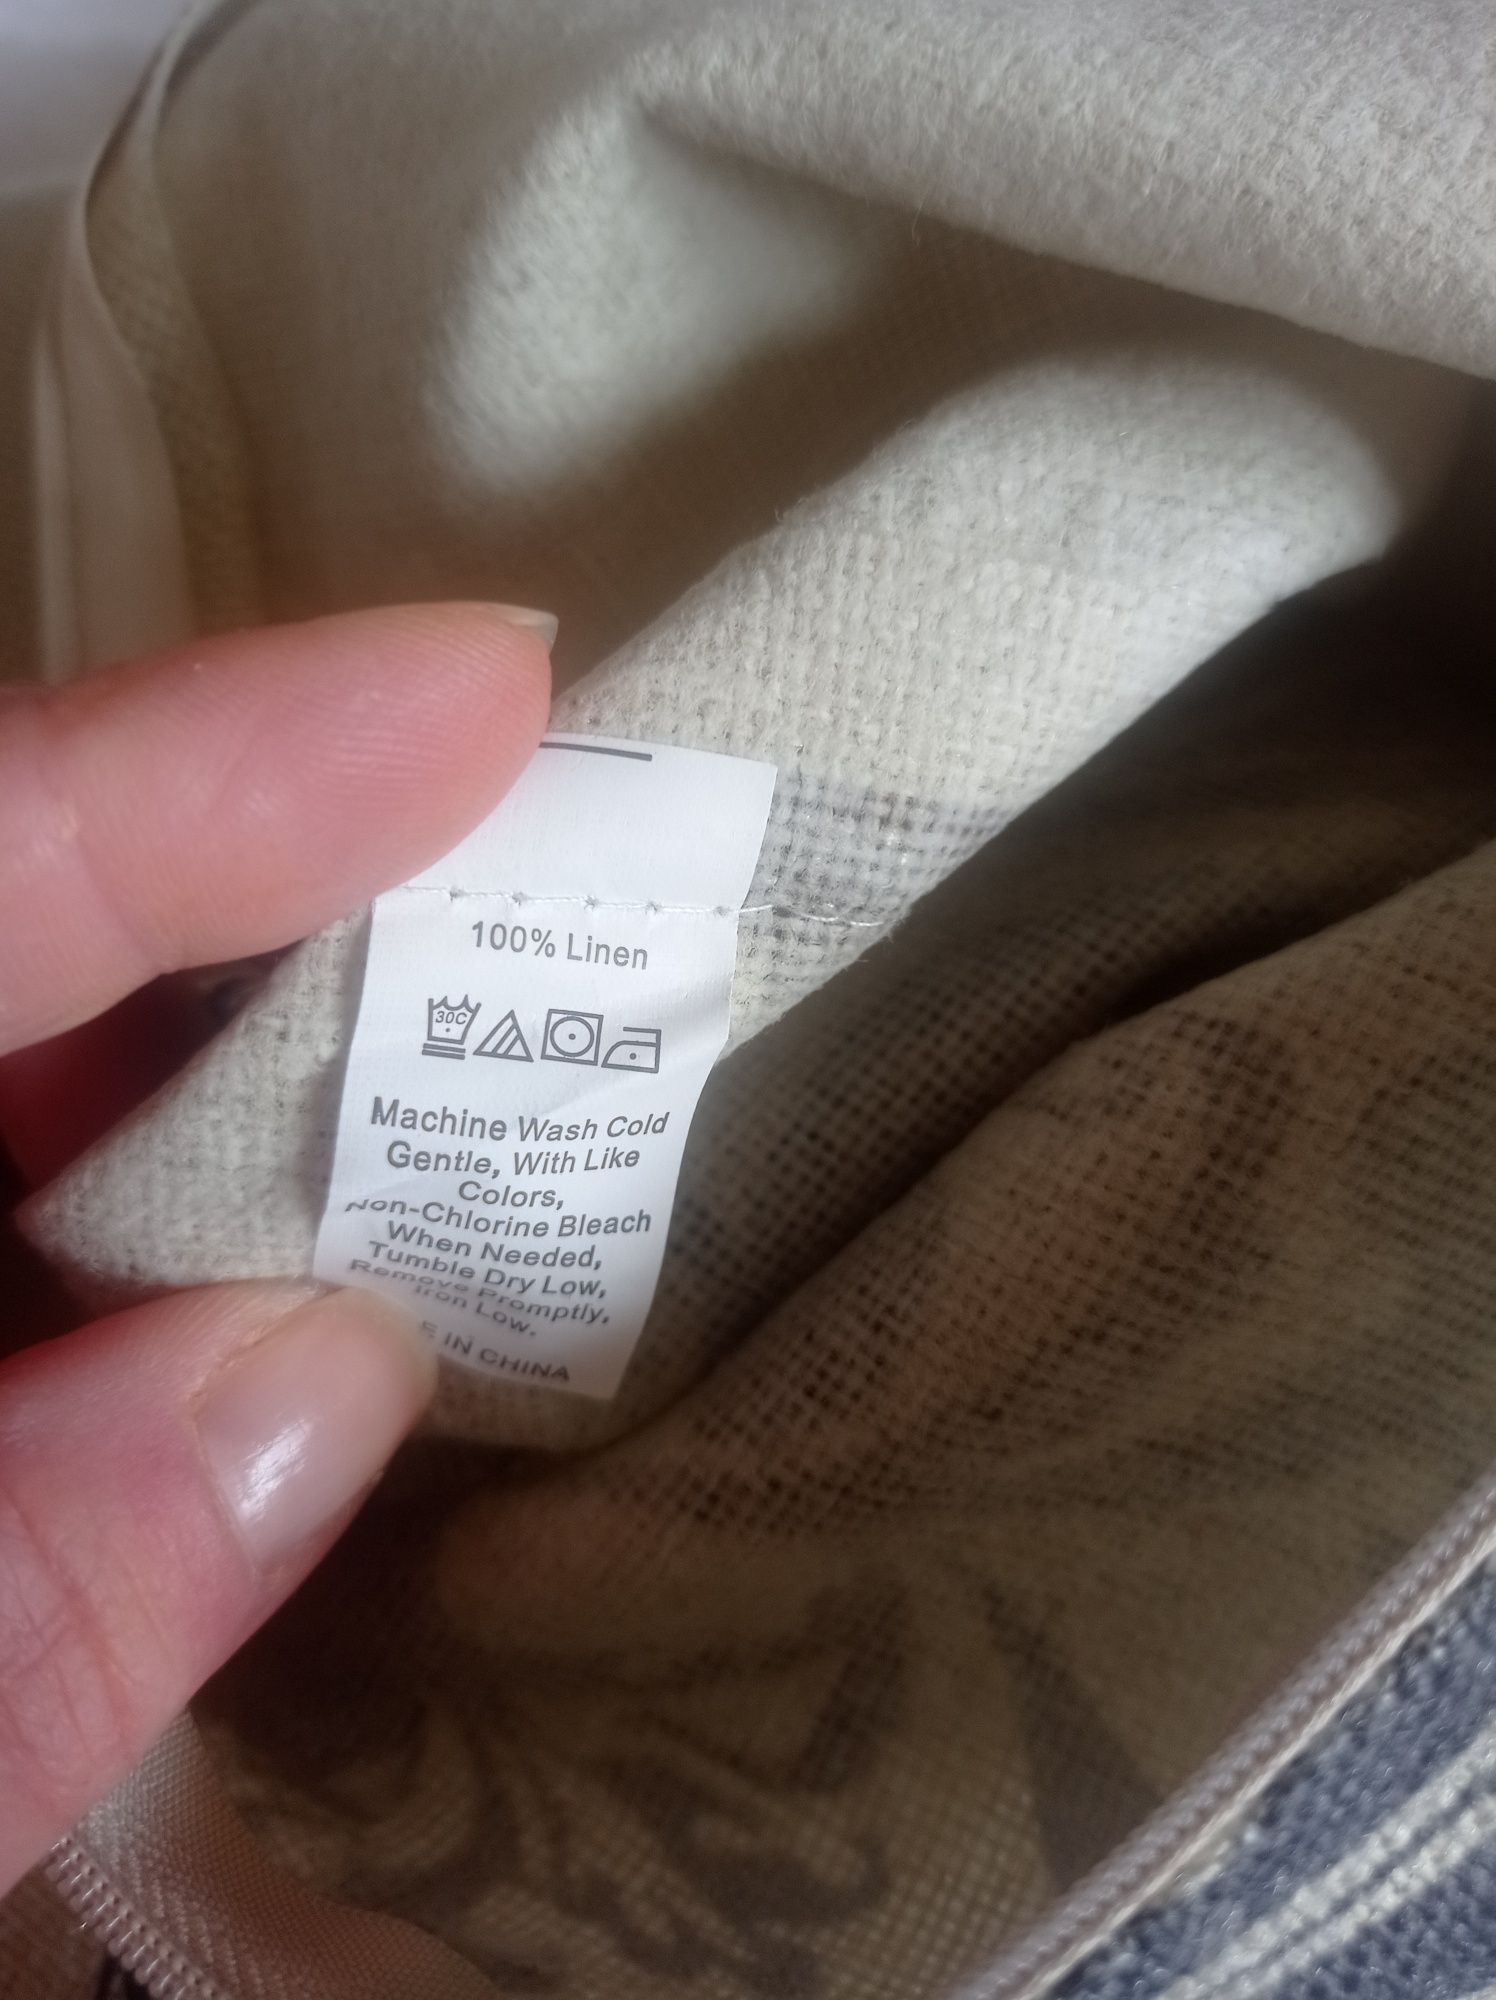 100% Linen
30C
Machine Wash Cold
Gentle, With Like
Colors,
Non-Chlorine Bleach
When Needed,
Tumble Dry Low,
Remove Promptly,
Iron Low.
E IN CHINA